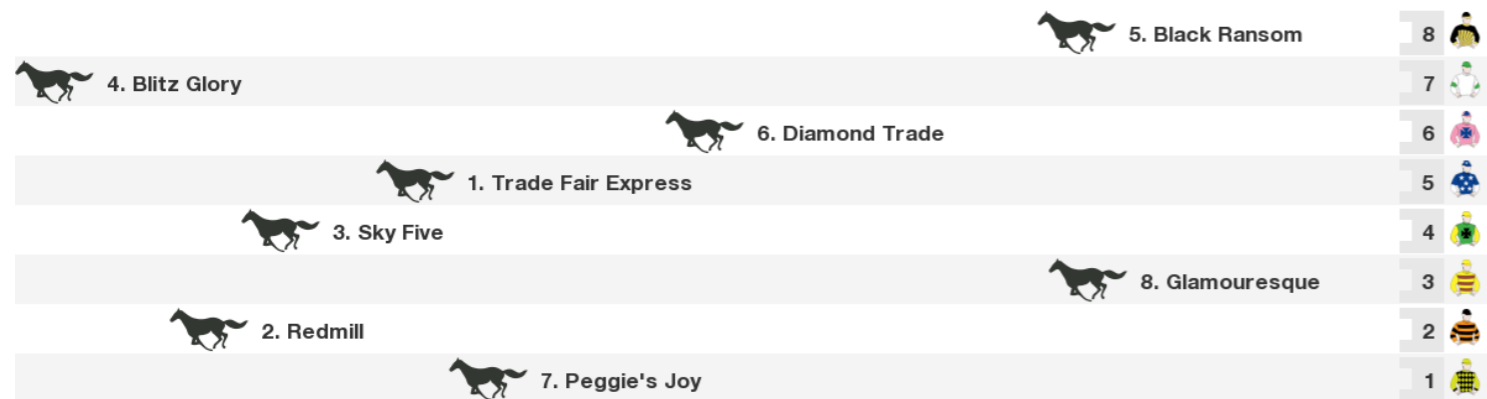 5. Black Ransom 8
4. Blitz Glory 7
6. Diamond Trade 6
1. Trade Fair Express 5
3. Sky Five 4
8. Glamouresque 3
2. Redmill 2
7. Peggie's Joy 1